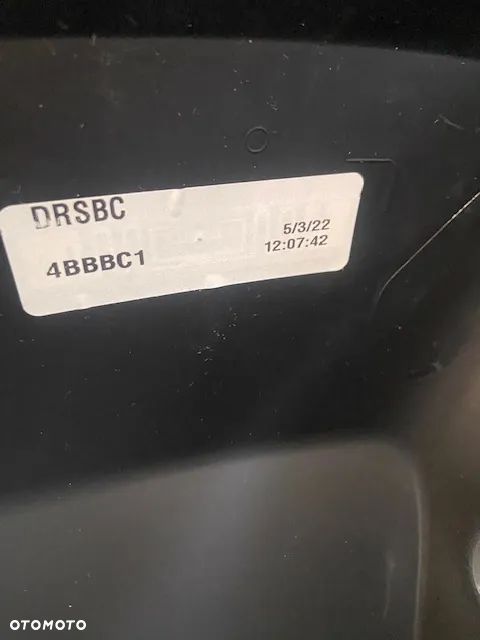 DRSBC
5/3/22
4BBBC1
12:07:42
OTOMOTO